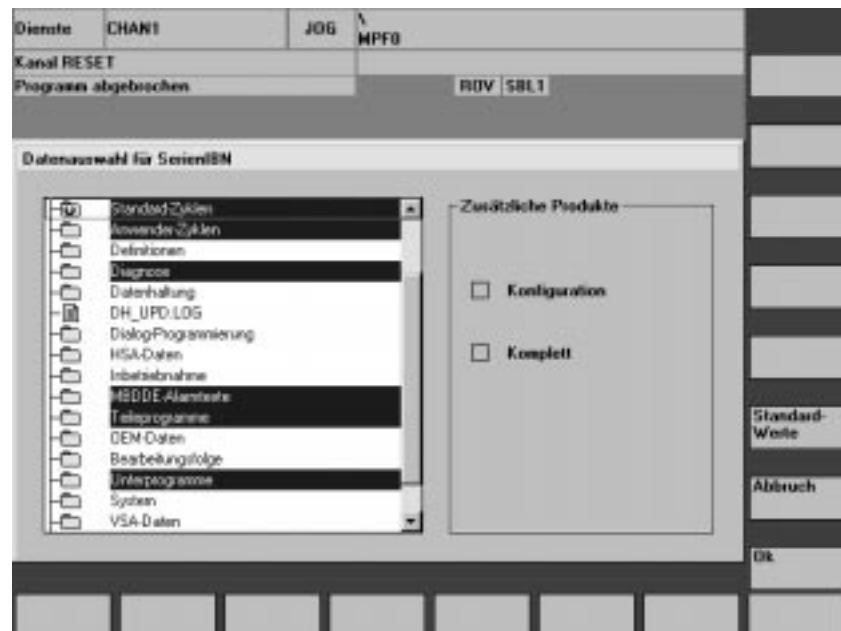 Dienste CHAN1 JOG \
MPF0
Kanal RESET
Programm abgebrochen ROV SBL1
Datenauswahl für SerienIBN
Standard-Zyklen
Anwender-Zyklen
Definitionen
Diagnose
Datenhaltung
DH_UPD.LOG
Dialog-Programmierung
HSA-Daten
Inbetriebnahme
MBDDE-Alarmtexte
Teileprogramme
OEM-Daten
Bearbeitungsfolge
Unterprogramme
System
VSA-Daten
Zusätzliche Produkte
Konfiguration
Komplett
Standard-
Werte
Abbruch
Ok